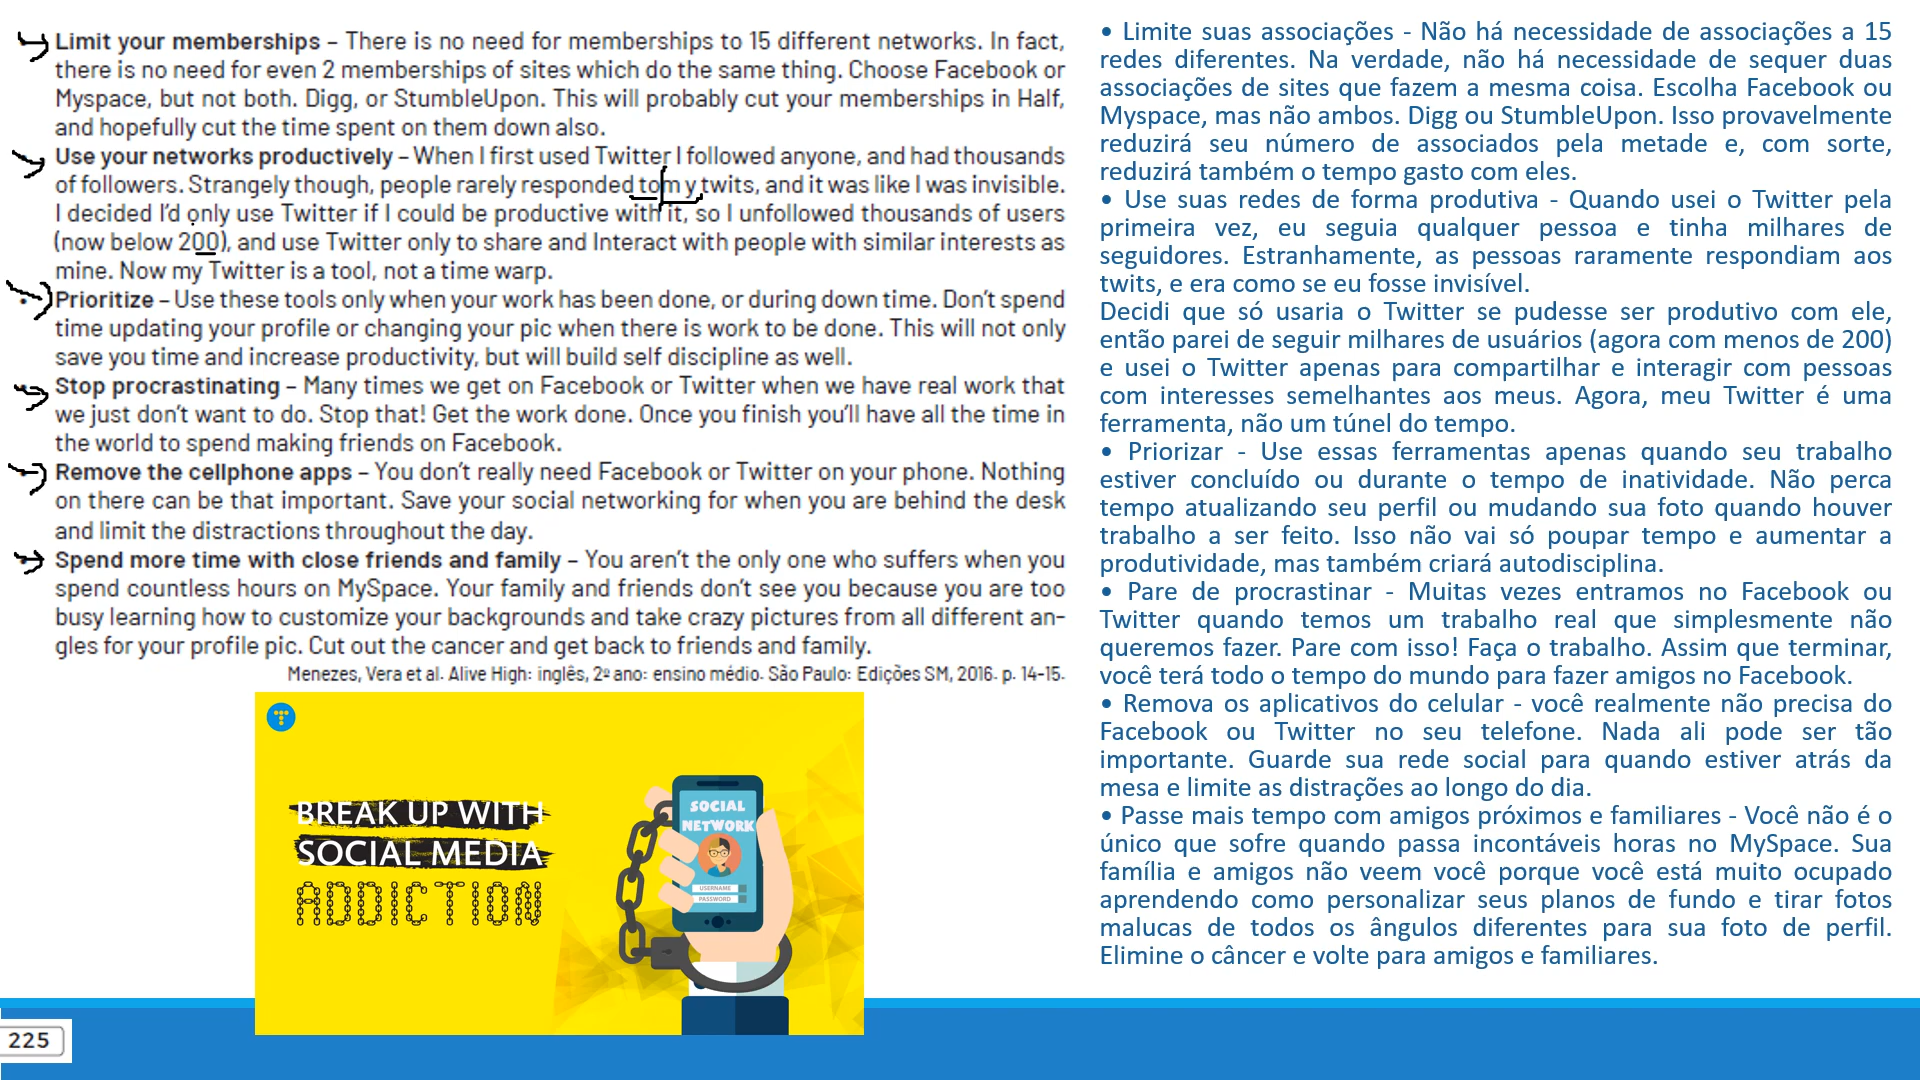 Limit your memberships – There is no need for memberships to 15 different networks. In fact,
there is no need for even 2 memberships of sites which do the same thing. Choose Facebook or
Myspace, but not both. Digg, or StumbleUpon. This will probably cut your memberships in Half,
and hopefully cut the time spent on them down also.
Use your networks productively – When I first used Twitter I followed anyone, and had thousands
of followers. Strangely though, people rarely responded tom y twits, and it was like I was invisible.
I decided I'd only use Twitter if I could be productive with it, so I unfollowed thousands of users
(now below 200), and use Twitter only to share and Interact with people with similar interests as
mine. Now my Twitter is a tool, not a time warp.
• Prioritize – Use these tools only when your work has been done, or during down time. Don't spend
time updating your profile or changing your pic when there is work to be done. This will not only
save you time and increase productivity, but will build self discipline as well.
Stop procrastinating – Many times we get on Facebook or Twitter when we have real work that
we just don't want to do. Stop that! Get the work done. Once you finish you'll have all the time in
the world to spend making friends on Facebook.
Remove the cellphone apps – You don't really need Facebook or Twitter on your phone. Nothing
on there can be that important. Save your social networking for when you are behind the desk
and limit the distractions throughout the day.
Spend more time with close friends and family – You aren't the only one who suffers when you
spend countless hours on MySpace. Your family and friends don't see you because you are too
busy learning how to customize your backgrounds and take crazy pictures from all different an-
gles for your profile pic. Cut out the cancer and get back to friends and family.
Menezes, Vera et al. Alive High: inglês, 2º ano: ensino médio. São Paulo: Edições SM, 2016. p. 14-15.
T
BREAK UP WITH
SOCIAL MEDIA
ADDICTION
SOCIAL
NETWORK
USERNAME
PASSWORD
225
• Limite suas associações - Não há necessidade de associações a 15
redes diferentes. Na verdade, não há necessidade de sequer duas
associações de sites que fazem a mesma coisa. Escolha Facebook ou
Myspace, mas não ambos. Digg ou StumbleUpon. Isso provavelmente
reduzirá seu número de associados pela metade e, com sorte,
reduzirá também o tempo gasto com eles.
• Use suas redes de forma produtiva - Quando usei o Twitter pela
primeira vez, eu seguia qualquer pessoa e tinha milhares de
seguidores. Estranhamente, as pessoas raramente respondiam aos
twits, e era como se eu fosse invisível.
Decidi que só usaria o Twitter se pudesse ser produtivo com ele,
então parei de seguir milhares de usuários (agora com menos de 200)
e usei o Twitter apenas para compartilhar e interagir com pessoas
com interesses semelhantes aos meus. Agora, meu Twitter é uma
ferramenta, não um túnel do tempo.
• Priorizar - Use essas ferramentas apenas quando seu trabalho
estiver concluído ou durante o tempo de inatividade. Não perca
tempo atualizando seu perfil ou mudando sua foto quando houver
trabalho a ser feito. Isso não vai só poupar tempo e aumentar a
produtividade, mas também criará autodisciplina.
• Pare de procrastinar - Muitas vezes entramos no Facebook ou
Twitter quando temos um trabalho real que simplesmente não
queremos fazer. Pare com isso! Faça o trabalho. Assim que terminar,
você terá todo o tempo do mundo para fazer amigos no Facebook.
• Remova os aplicativos do celular - você realmente não precisa do
Facebook ou Twitter no seu telefone. Nada ali pode ser tão
importante. Guarde sua rede social para quando estiver atrás da
mesa e limite as distrações ao longo do dia.
• Passe mais tempo com amigos próximos e familiares - Você não é o
único que sofre quando passa incontáveis horas no MySpace. Sua
família e amigos não veem você porque você está muito ocupado
aprendendo como personalizar seus planos de fundo e tirar fotos
malucas de todos os ângulos diferentes para sua foto de perfil.
Elimine o câncer e volte para amigos e familiares.